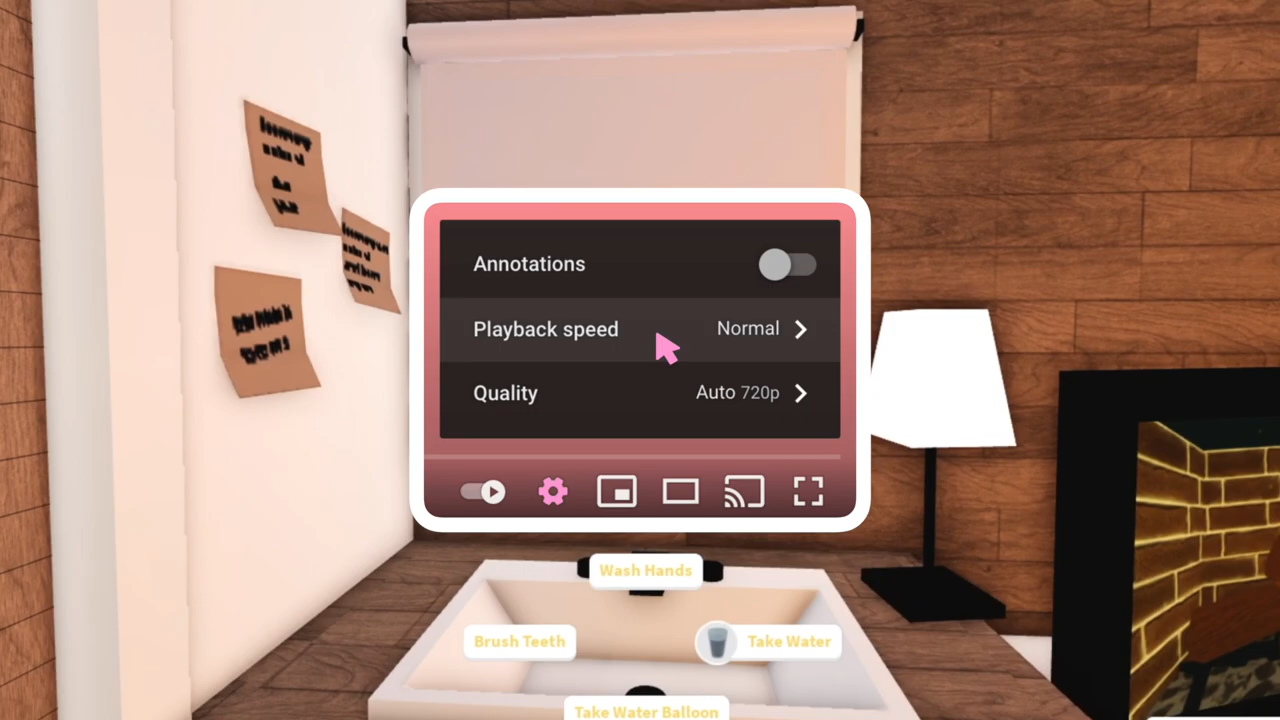 Annotations
Playback speed Normal
Quality Auto 720p
Wash Hands
Brush Teeth Take Water
Take Water Balloon